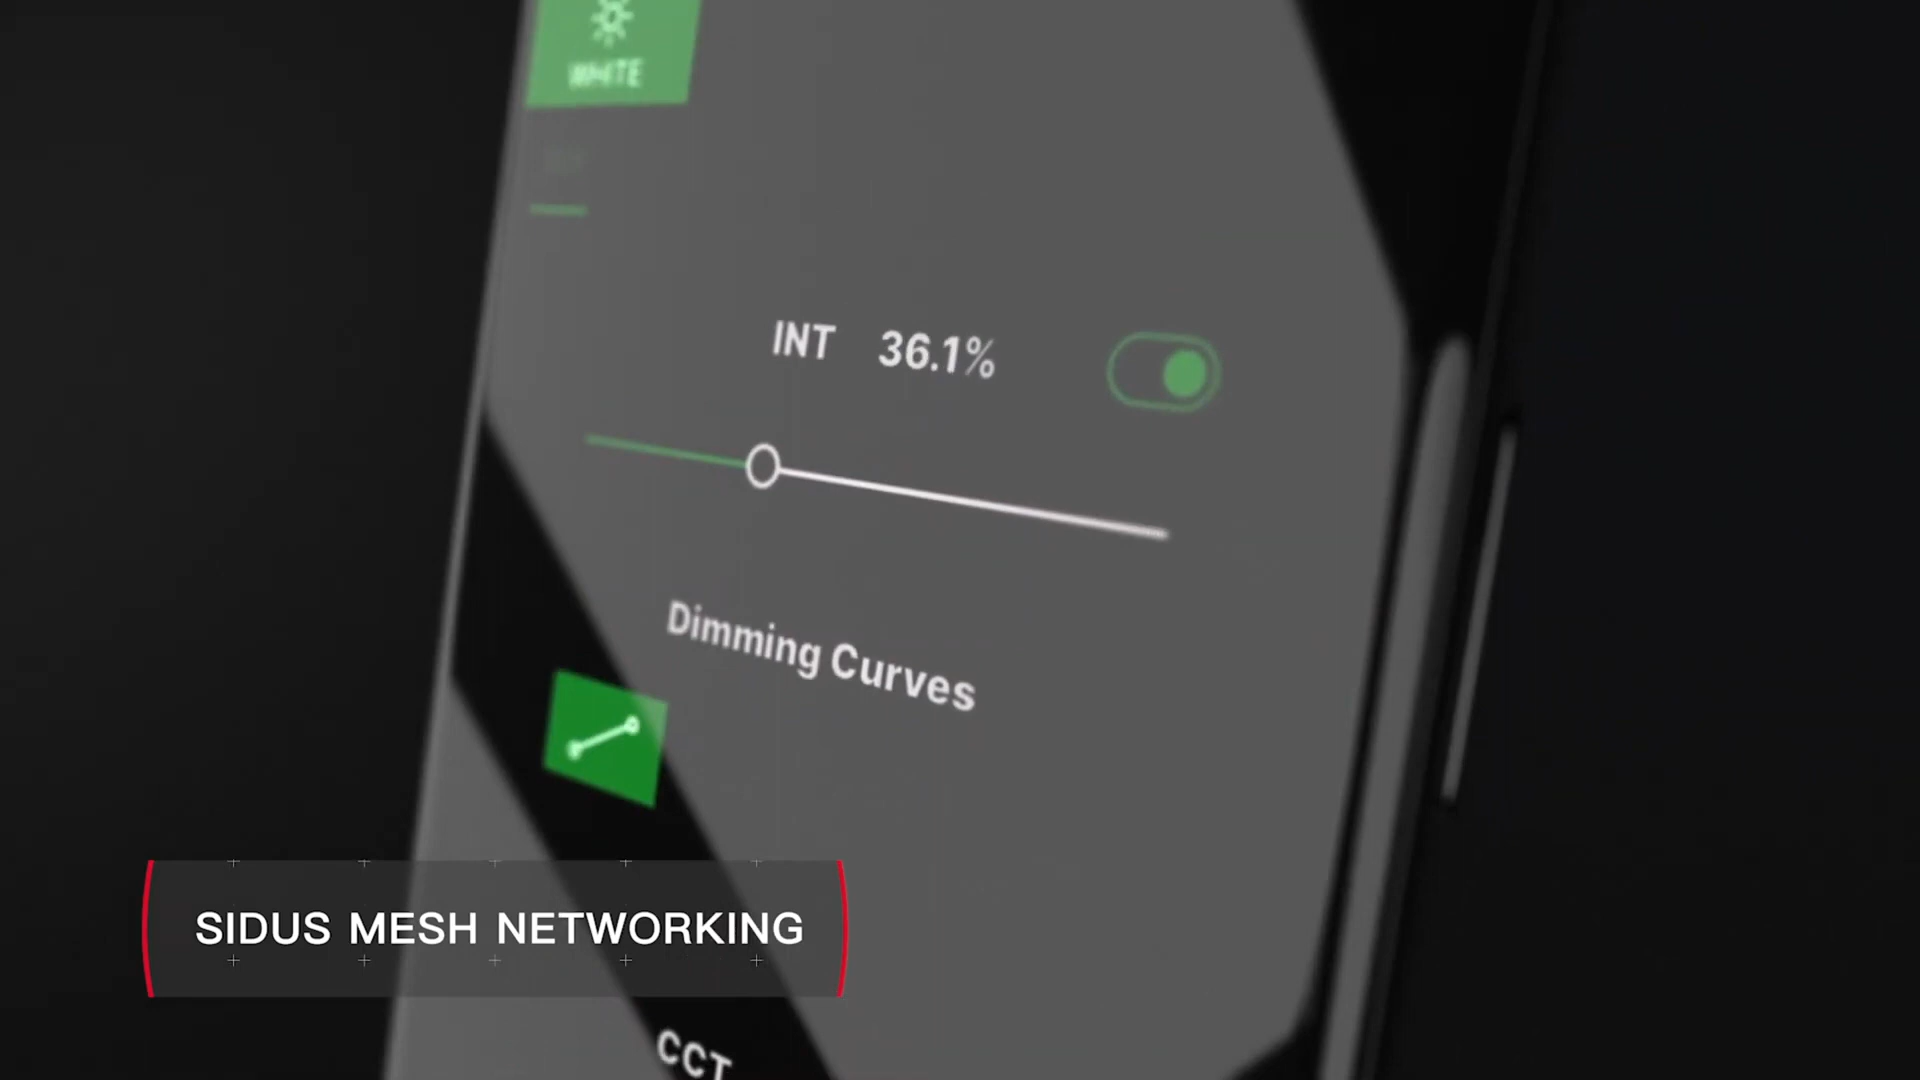 WHITE
INT 36.1%
Dimming Curves
SIDUS MESH NETWORKING
CCT